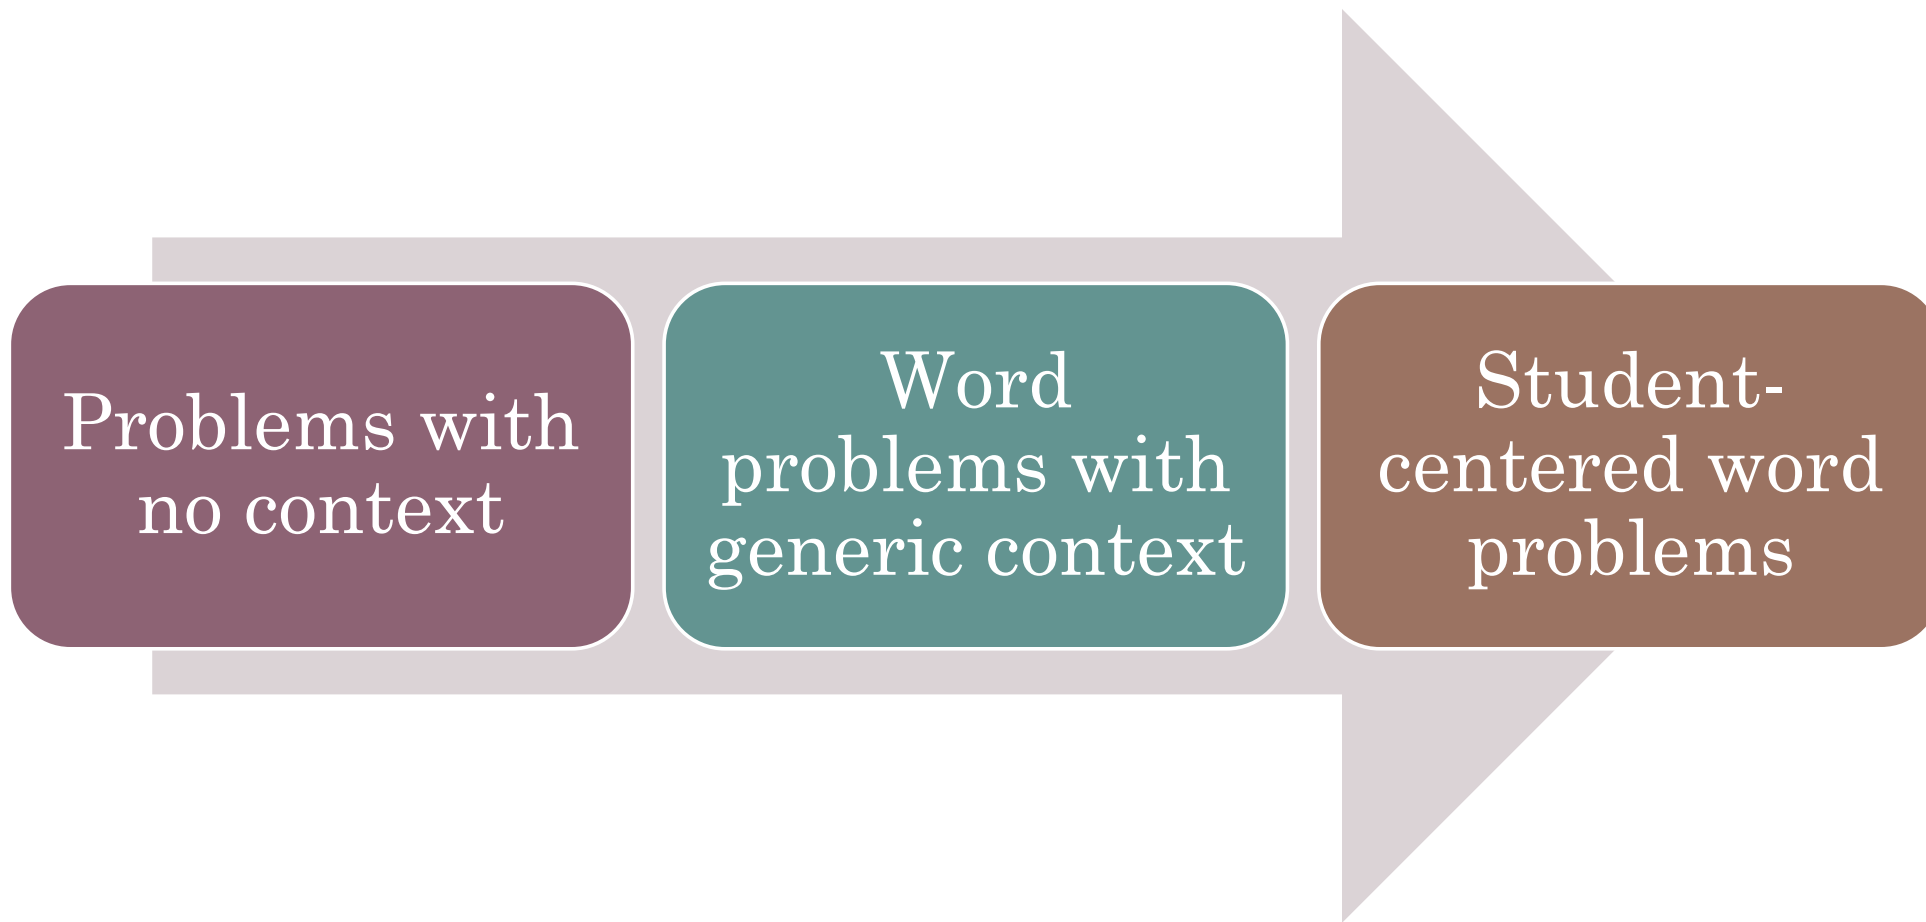 Problems with
no context
Word
problems with
generic context
Student-
centered word
problems